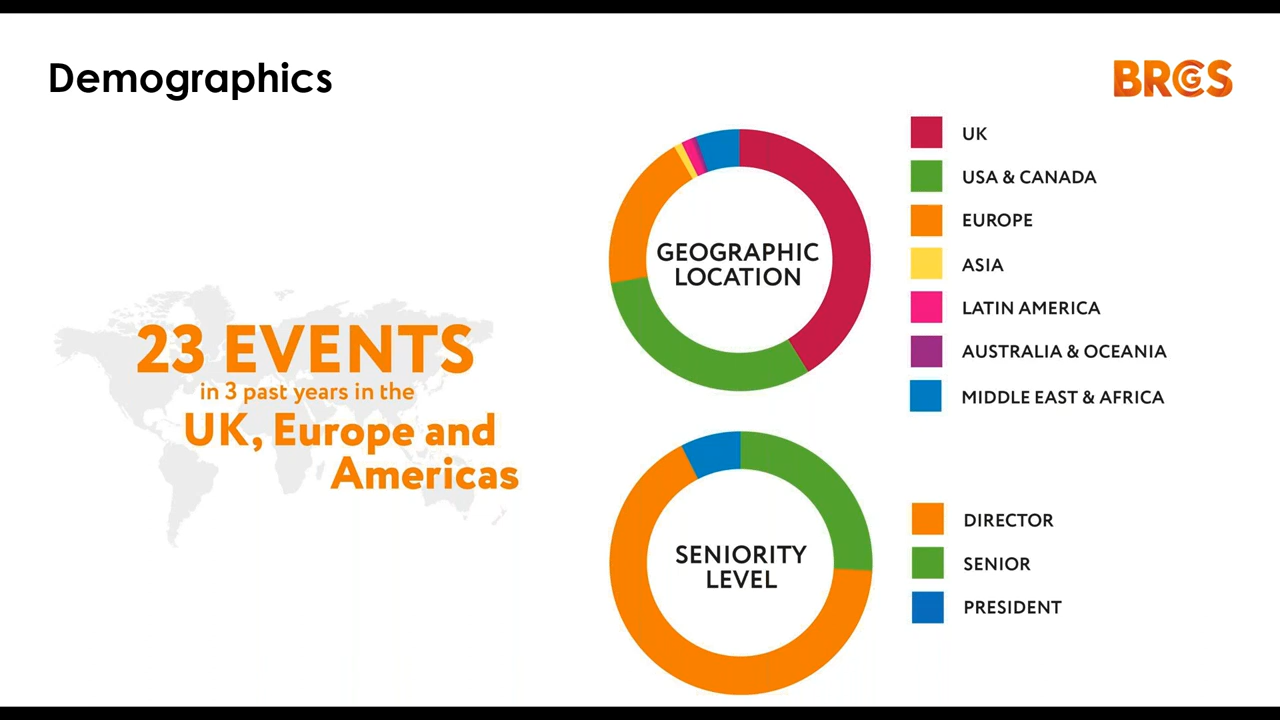 Demographics
BRCGS
23 EVENTS
in 3 past years in the
UK, Europe and
Americas
GEOGRAPHIC
LOCATION
UK
USA & CANADA
EUROPE
ASIA
LATIN AMERICA
AUSTRALIA & OCEANIA
MIDDLE EAST & AFRICA
SENIORITY
LEVEL
DIRECTOR
SENIOR
PRESIDENT